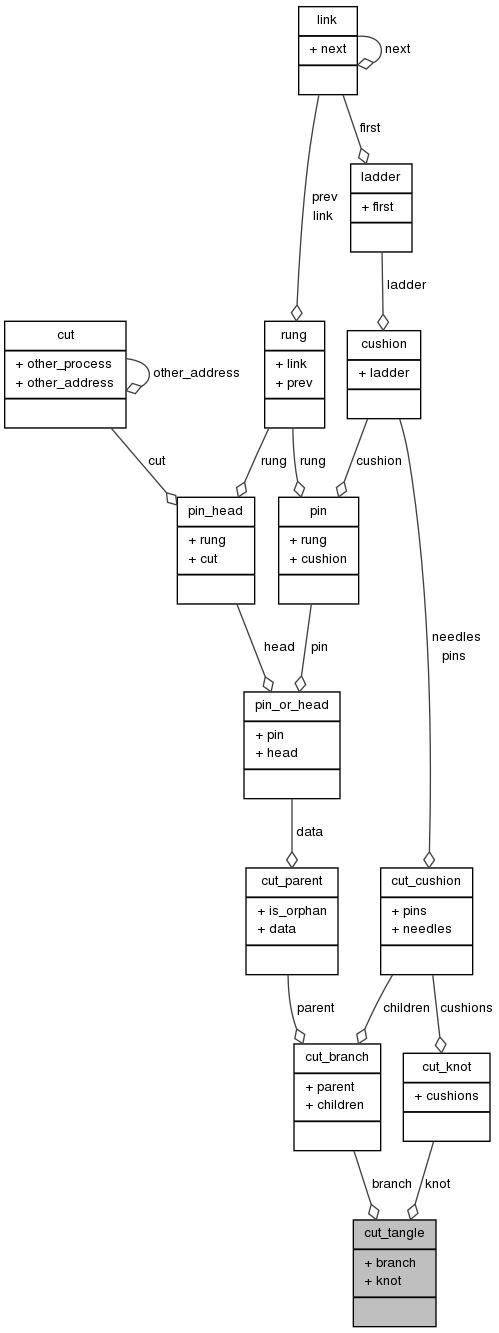 link
+ next
next
first
ladder
+ first
prev
link
ladder
cut
+ other_process
+ other_address
other_address
rung
+ link
+ prev
cushion
+ ladder
cut
rung
rung
cushion
pin_head
+ rung
+ cut
pin
+ rung
+ cushion
needles
pins
head
pin
pin_or_head
+ pin
+ head
data
cut_parent
+ is_orphan
+ data
cut_cushion
+ pins
+ needles
parent
children
cushions
cut_branch
+ parent
+ children
cut_knot
+ cushions
branch
knot
cut_tangle
+ branch
+ knot